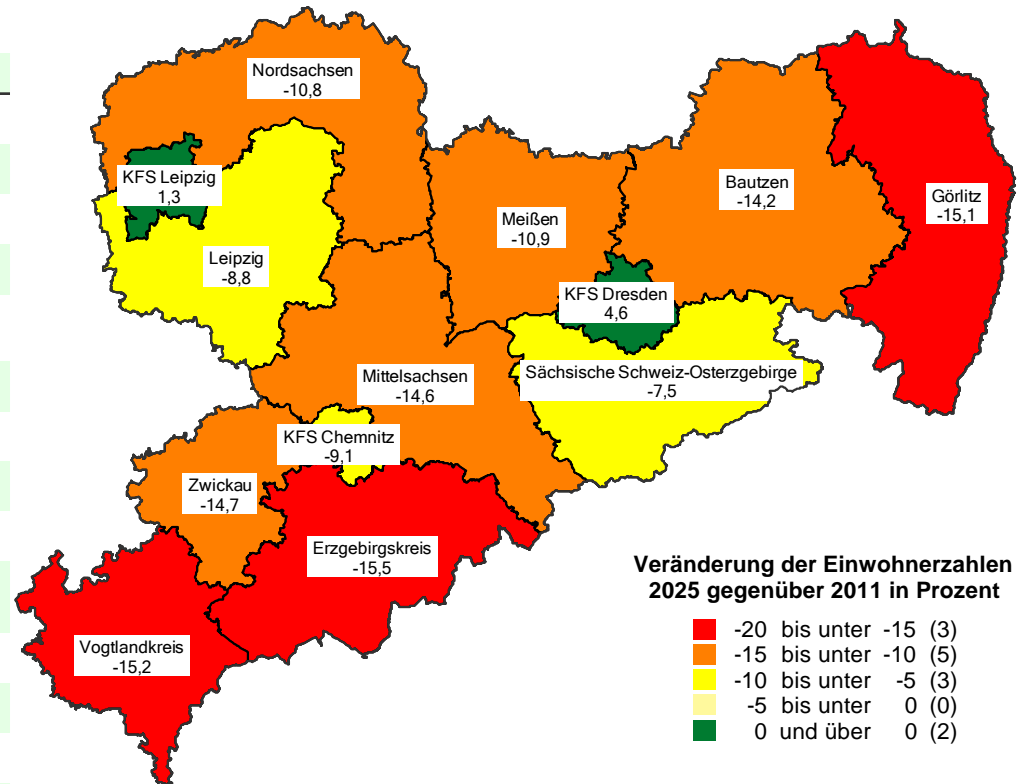 Nordsachsen
-10,8
KFS Leipzig
1,3
Leipzig
-8,8
Meißen
-10,9
Bautzen
-14,2
Görlitz
-15,1
KFS Dresden
4,6
Sächsische Schweiz-Osterzgebirge
-7,5
Mittelsachsen
-14,6
KFS Chemnitz
-9,1
Zwickau
-14,7
Erzgebirgskreis
-15,5
Vogtlandkreis
-15,2
Veränderung der Einwohnerzahlen
2025 gegenüber 2011 in Prozent
-20 bis unter -15 (3)
-15 bis unter -10 (5)
-10 bis unter -5 (3)
-5 bis unter 0 (0)
0 und über 0 (2)